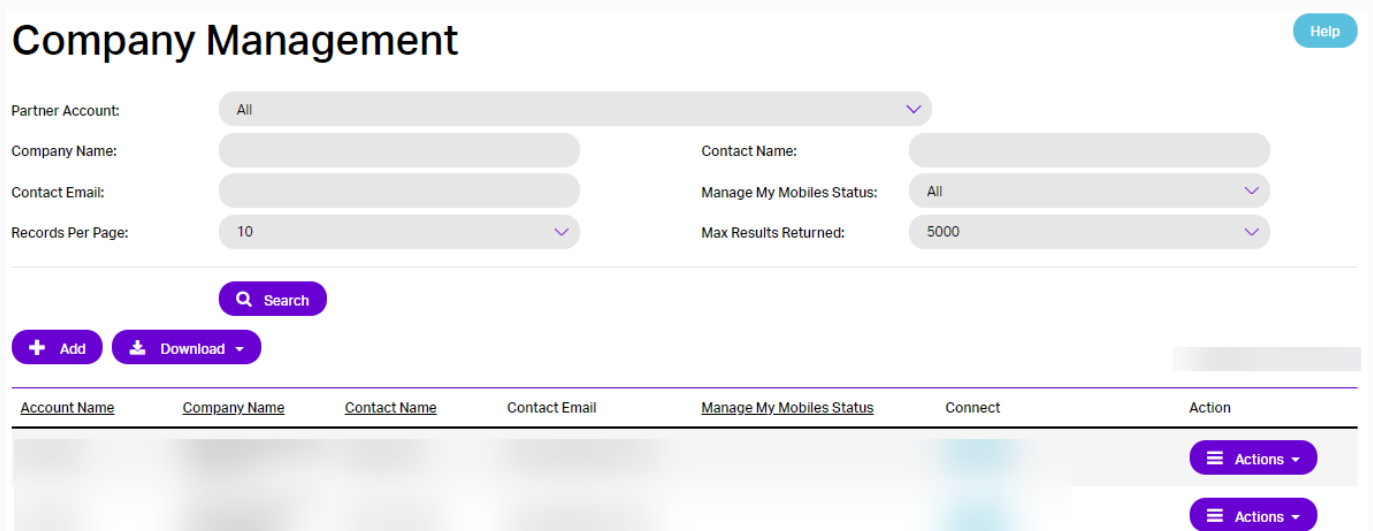 Company Management
Help
Partner Account: All
Company Name: Contact Name:
Contact Email: Manage My Mobiles Status: All
Records Per Page: 10 Max Results Returned: 5000
Search
Add Download
Account Name Company Name Contact Name Contact Email Manage My Mobiles Status Connect Action
Actions
Actions